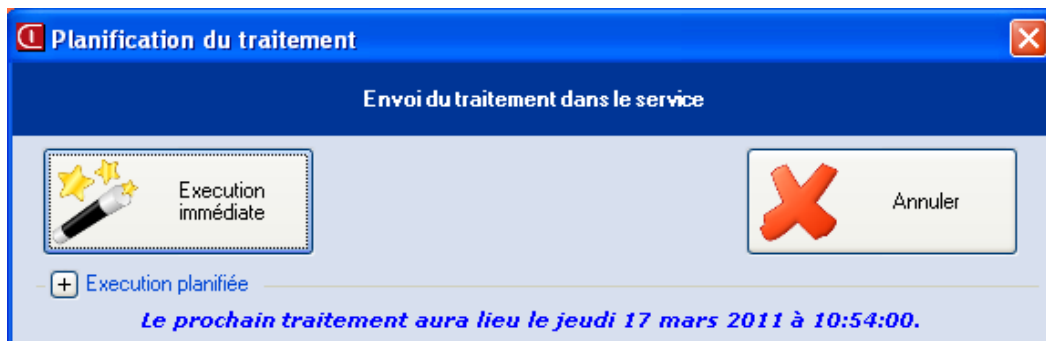 Planification du traitement
Envoi du traitement dans le service
Execution
immédiate
Annuler
Execution planifiée
Le prochain traitement aura lieu le jeudi 17 mars 2011 à 10:54:00.